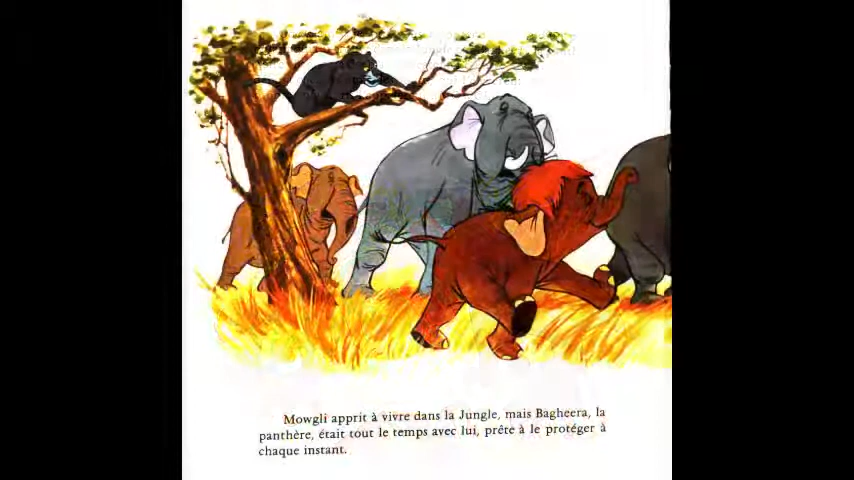 Mowgli apprit à vivre dans la Jungle, mais Bagheera, la
panthère, était tout le temps avec lui, prête à le protéger à
chaque instant.